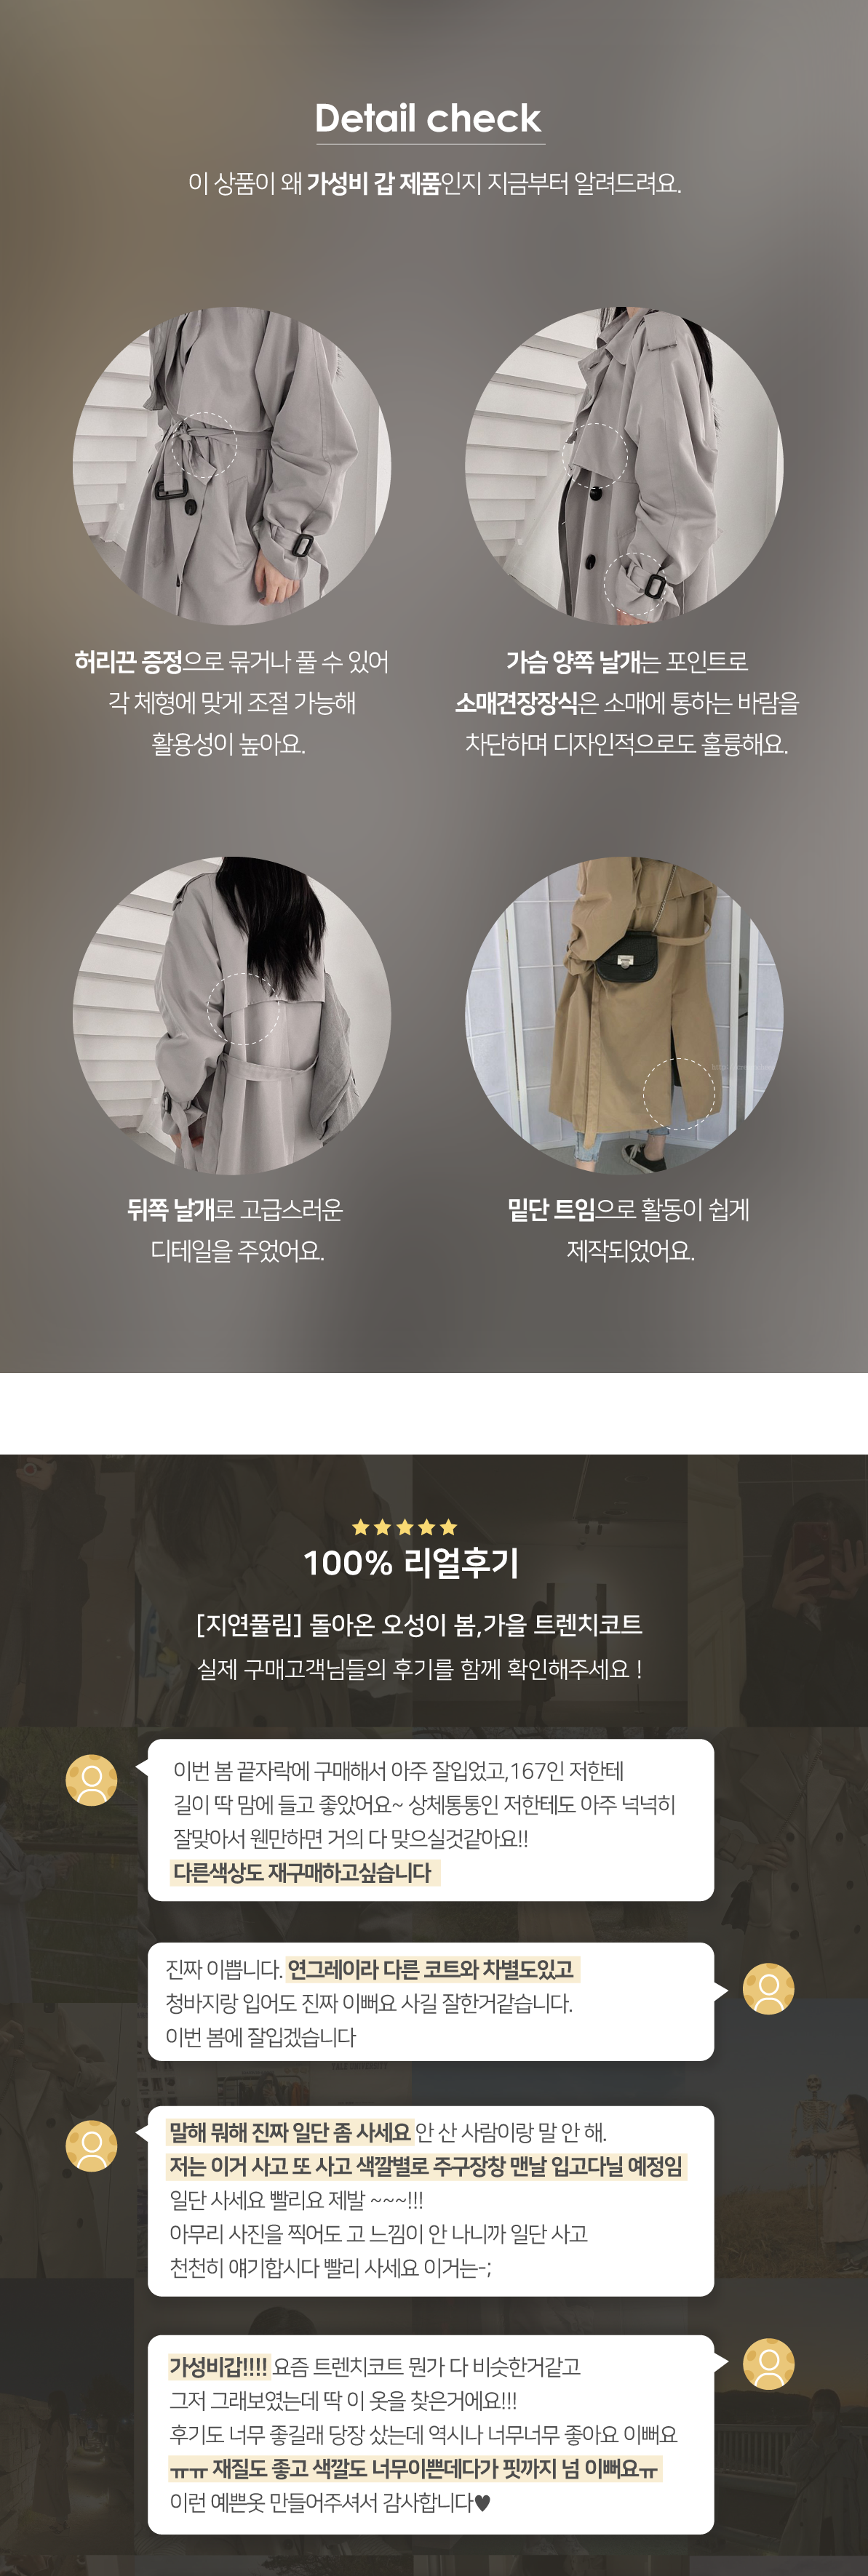 Detail check
이 상품이 왜 가성비 갑 제품인지 지금부터 알려드려요.
허리끈 증정으로 묶거나 풀 수 있어
각 체형에 맞게 조절 가능해
활용성이 높아요.
가슴 양쪽 날개는 포인트로
소매견장장식은 소매에 통하는 바람을
차단하며 디자인적으로도 훌륭해요.
뒤쪽 날개로 고급스러운
디테일을 주었어요.
밑단 트임으로 활동이 쉽게
제작되었어요.
100% 리얼후기
[지연풀림] 돌아온 오성이 봄,가을 트렌치코트
실제 구매고객님들의 후기를 함께 확인해주세요 !
이번 봄 끝자락에 구매해서 아주 잘입었고,167인 저한테
길이 딱 맘에 들고 좋았어요~ 상체통통인 저한테도 아주 넉넉히
잘맞아서 웬만하면 거의 다 맞으실것같아요!!
다른색상도 재구매하고싶습니다
진짜 이쁩니다. 연그레이라 다른 코트와 차별도있고
청바지랑 입어도 진짜 이뻐요 사길 잘한거같습니다.
이번 봄에 잘입겠습니다
말해 뭐해 진짜 일단 좀 사세요 안 산 사람이랑 말 안 해.
저는 이거 사고 또 사고 색깔별로 주구장창 맨날 입고다닐 예정임
일단 사세요 빨리요 제발 ~~~!!!
아무리 사진을 찍어도 고 느낌이 안 나니까 일단 사고
천천히 얘기합시다 빨리 사세요 이거는-;
가성비갑!!!! 요즘 트렌치코트 뭔가 다 비슷한거같고
그저 그래보였는데 딱 이 옷을 찾은거에요!!!
후기도 너무 좋길래 당장 샀는데 역시나 너무너무 좋아요 이뻐요
ㅠㅠ 재질도 좋고 색깔도 너무이쁜데다가 핏까지 넘 이뻐요ㅠ
이런 예쁜옷 만들어주셔서 감사합니다♥